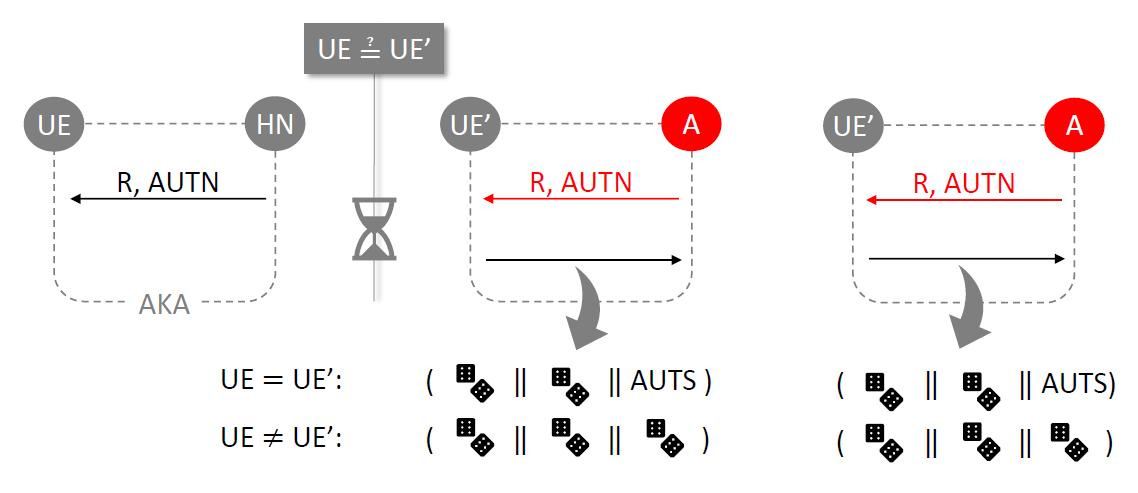 UE ≟ UE’
UE
HN
UE’
A
UE’
A
R, AUTN
R, AUTN
R, AUTN
AKA
UE = UE’: ( || || AUTS ) ( || || AUTS)
UE ≠ UE’: ( || || ) ( || || )